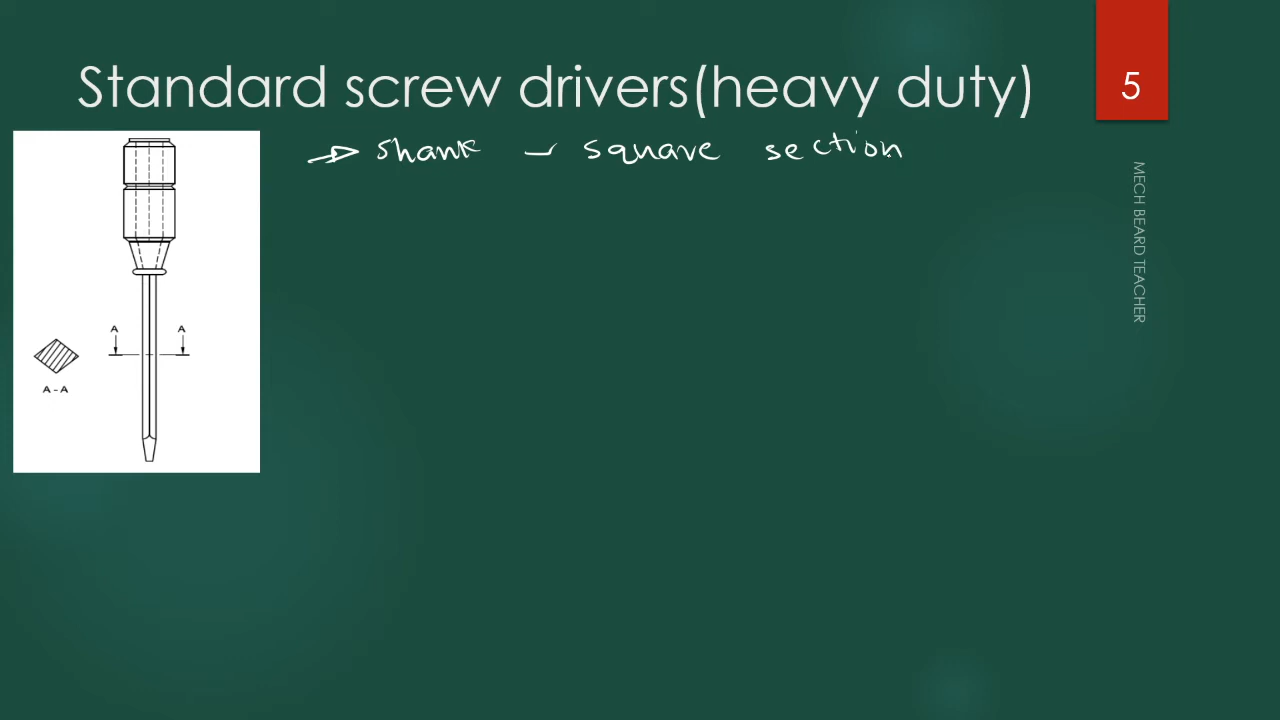 Standard screw drivers(heavy duty)
5
→ shank – square section
A A
A - A
MECH BEARD TEACHER